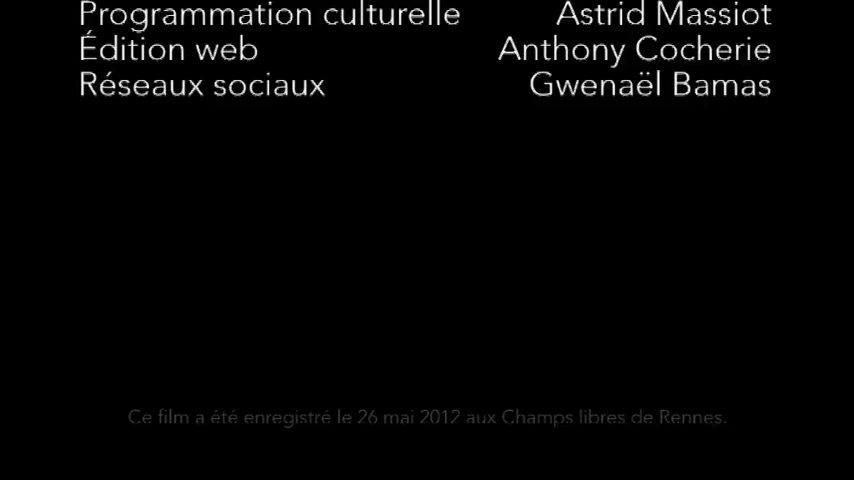 Programmation culturelle Astrid Massiot
Édition web Anthony Cocherie
Réseaux sociaux Gwenaël Bamas
Ce film a été enregistré le 26 mai 2012 aux Champs libres de Rennes.